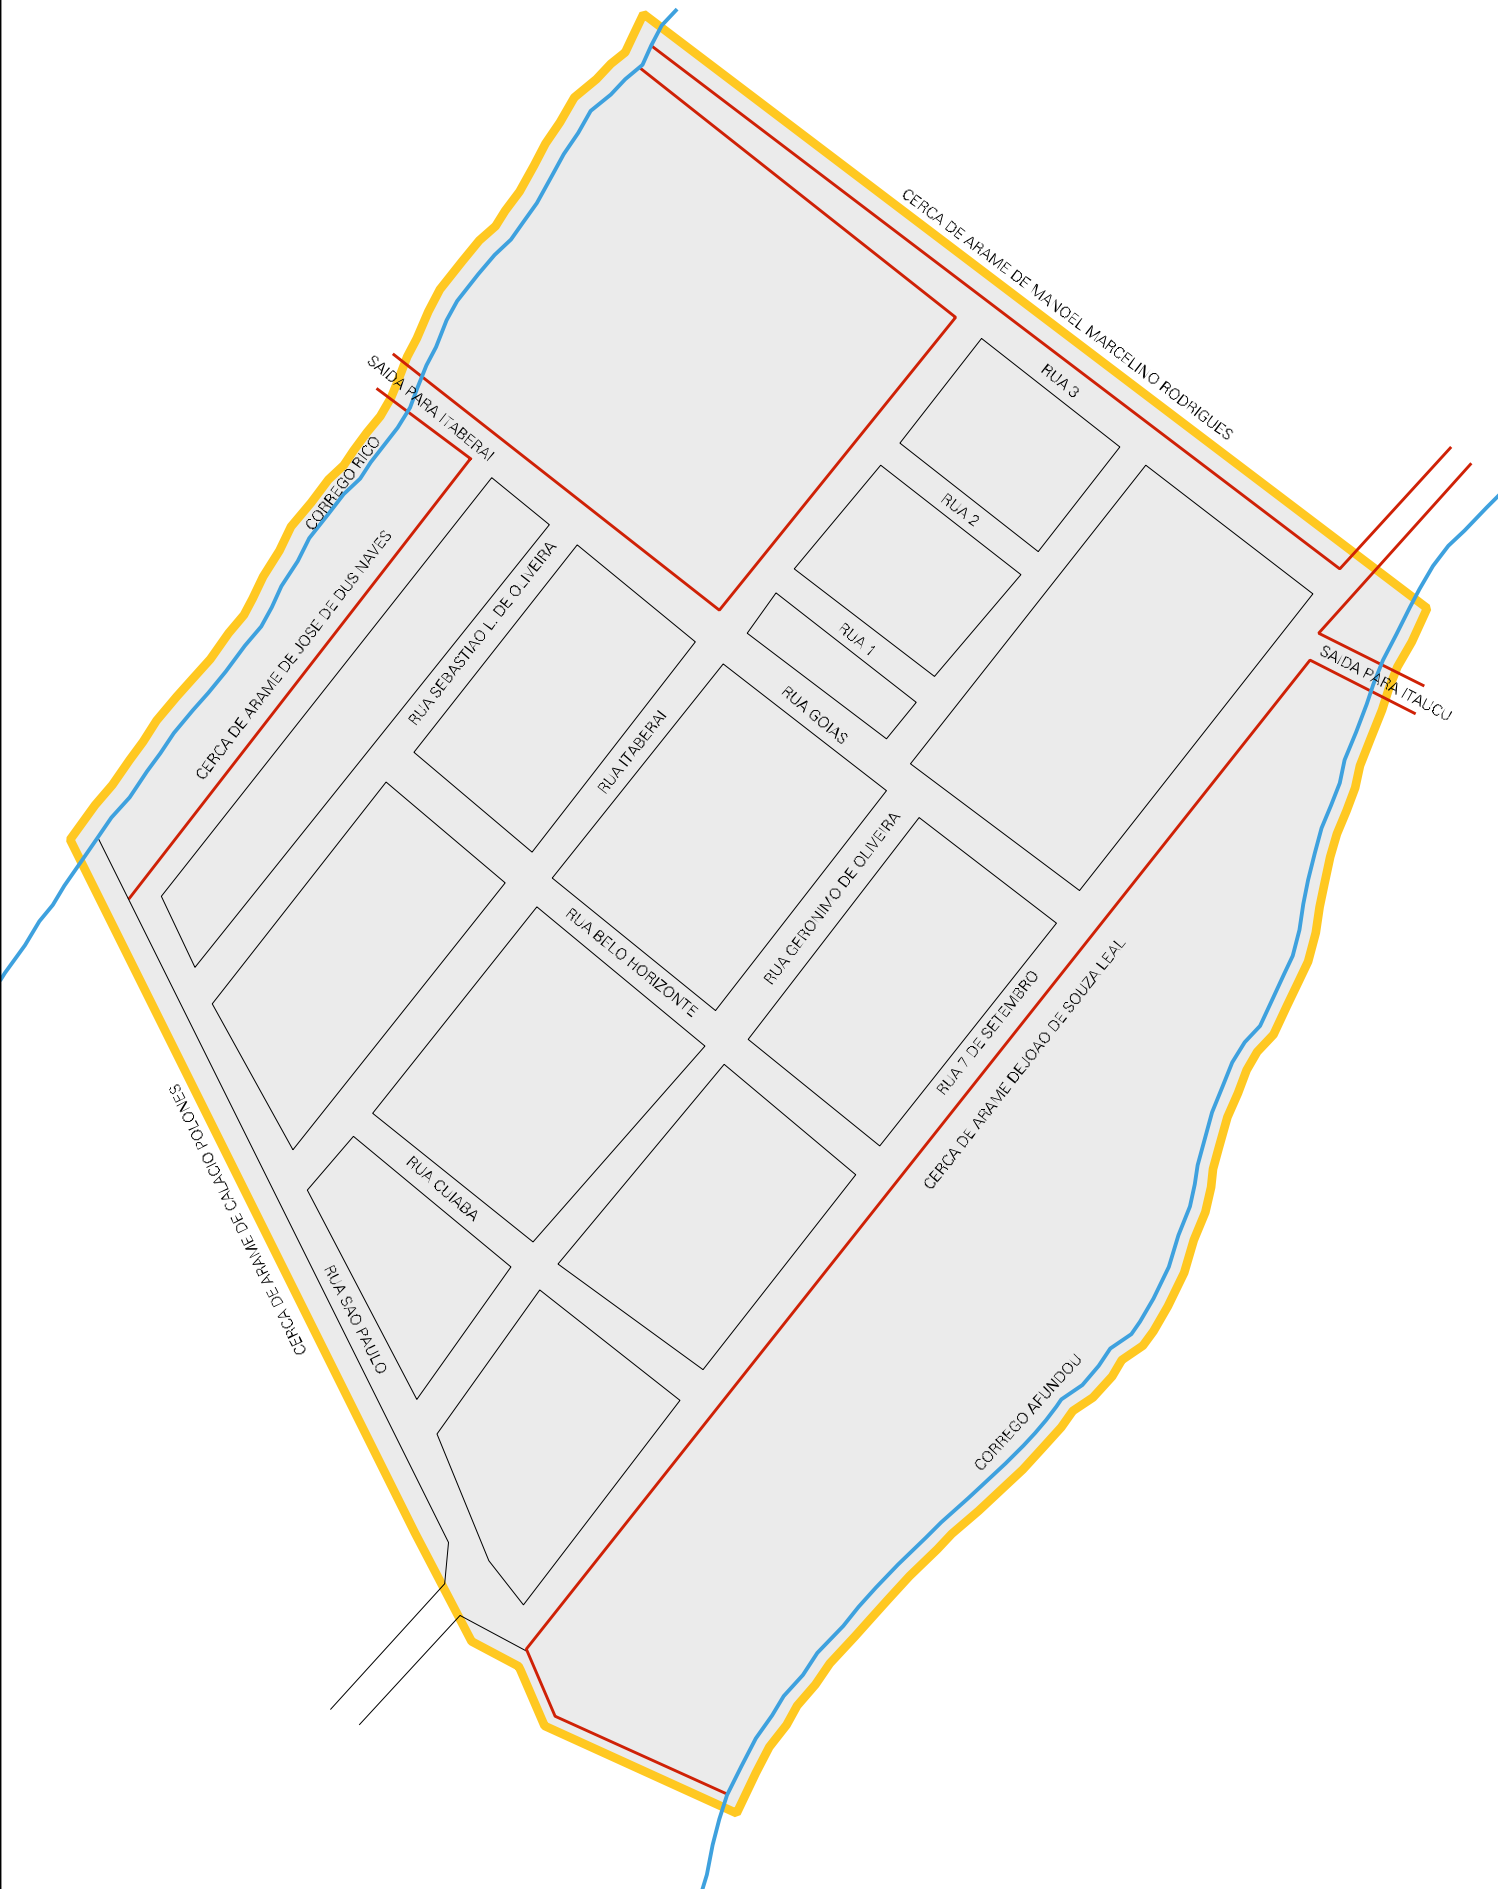 CERCA DE ARAME DE MANOEL MARCELINO RODRIGUES
RUA 3
SAIDA PARA ITABERAI
CORREGO RICO
RUA 2
CERCA DE ARAME DE JOSE DE DUS NAVES
RUA SEBASTIAO L. DE OLIVEIRA
RUA 1
SAIDA PARA ITAUCU
RUA GOIAS
RUA ITABERAI
RUA GERONIMO DE OLIVEIRA
RUA BELO HORIZONTE
RUA 7 DE SETEMBRO
CERCA DE ARAME DEJOAO DE SOUZA LEAL
CERCA DE ARAME DE CALACIO POLONES
RUA CUIABA
RUA SAO PAULO
CORREGO AFUNDOU